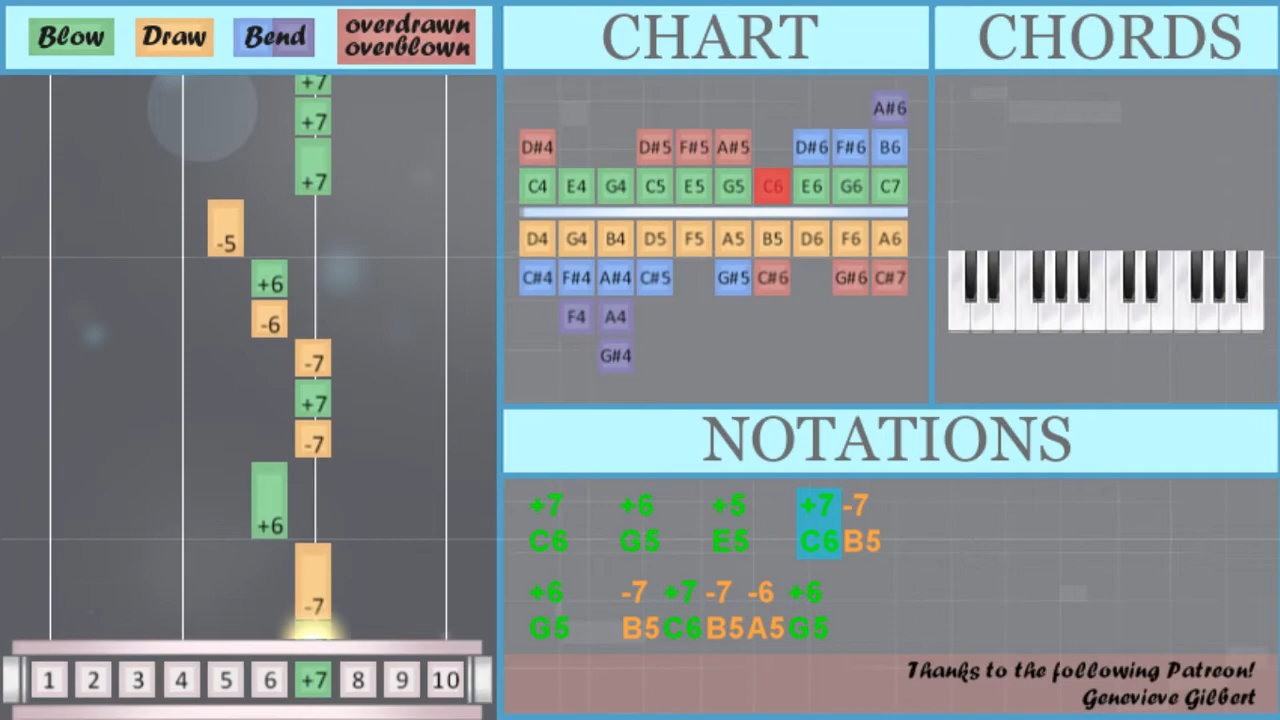 Blow Draw Bend overdrawn overblown
CHART
CHORDS
+7
+7
+7
-5
+6
-6
-7
+7
-7
+6
-7
1 2 3 4 5 6 +7 8 9 10
A#6
D#4 D#5 F#5 A#5 D#6 F#6 B6
C4 E4 G4 C5 E5 G5 C6 E6 G6 C7
D4 G4 B4 D5 F5 A5 B5 D6 F6 A6
C#4 F#4 A#4 C#5 G#5 C#6 G#6 C#7
F4 A4
G#4
NOTATIONS
+7 +6 +5 +7 -7
C6 G5 E5 C6 B5
+6 -7 +7 -7 -6 +6
G5 B5 C6 B5 A5 G5
Thanks to the following Patreon!
Genevieve Gilbert